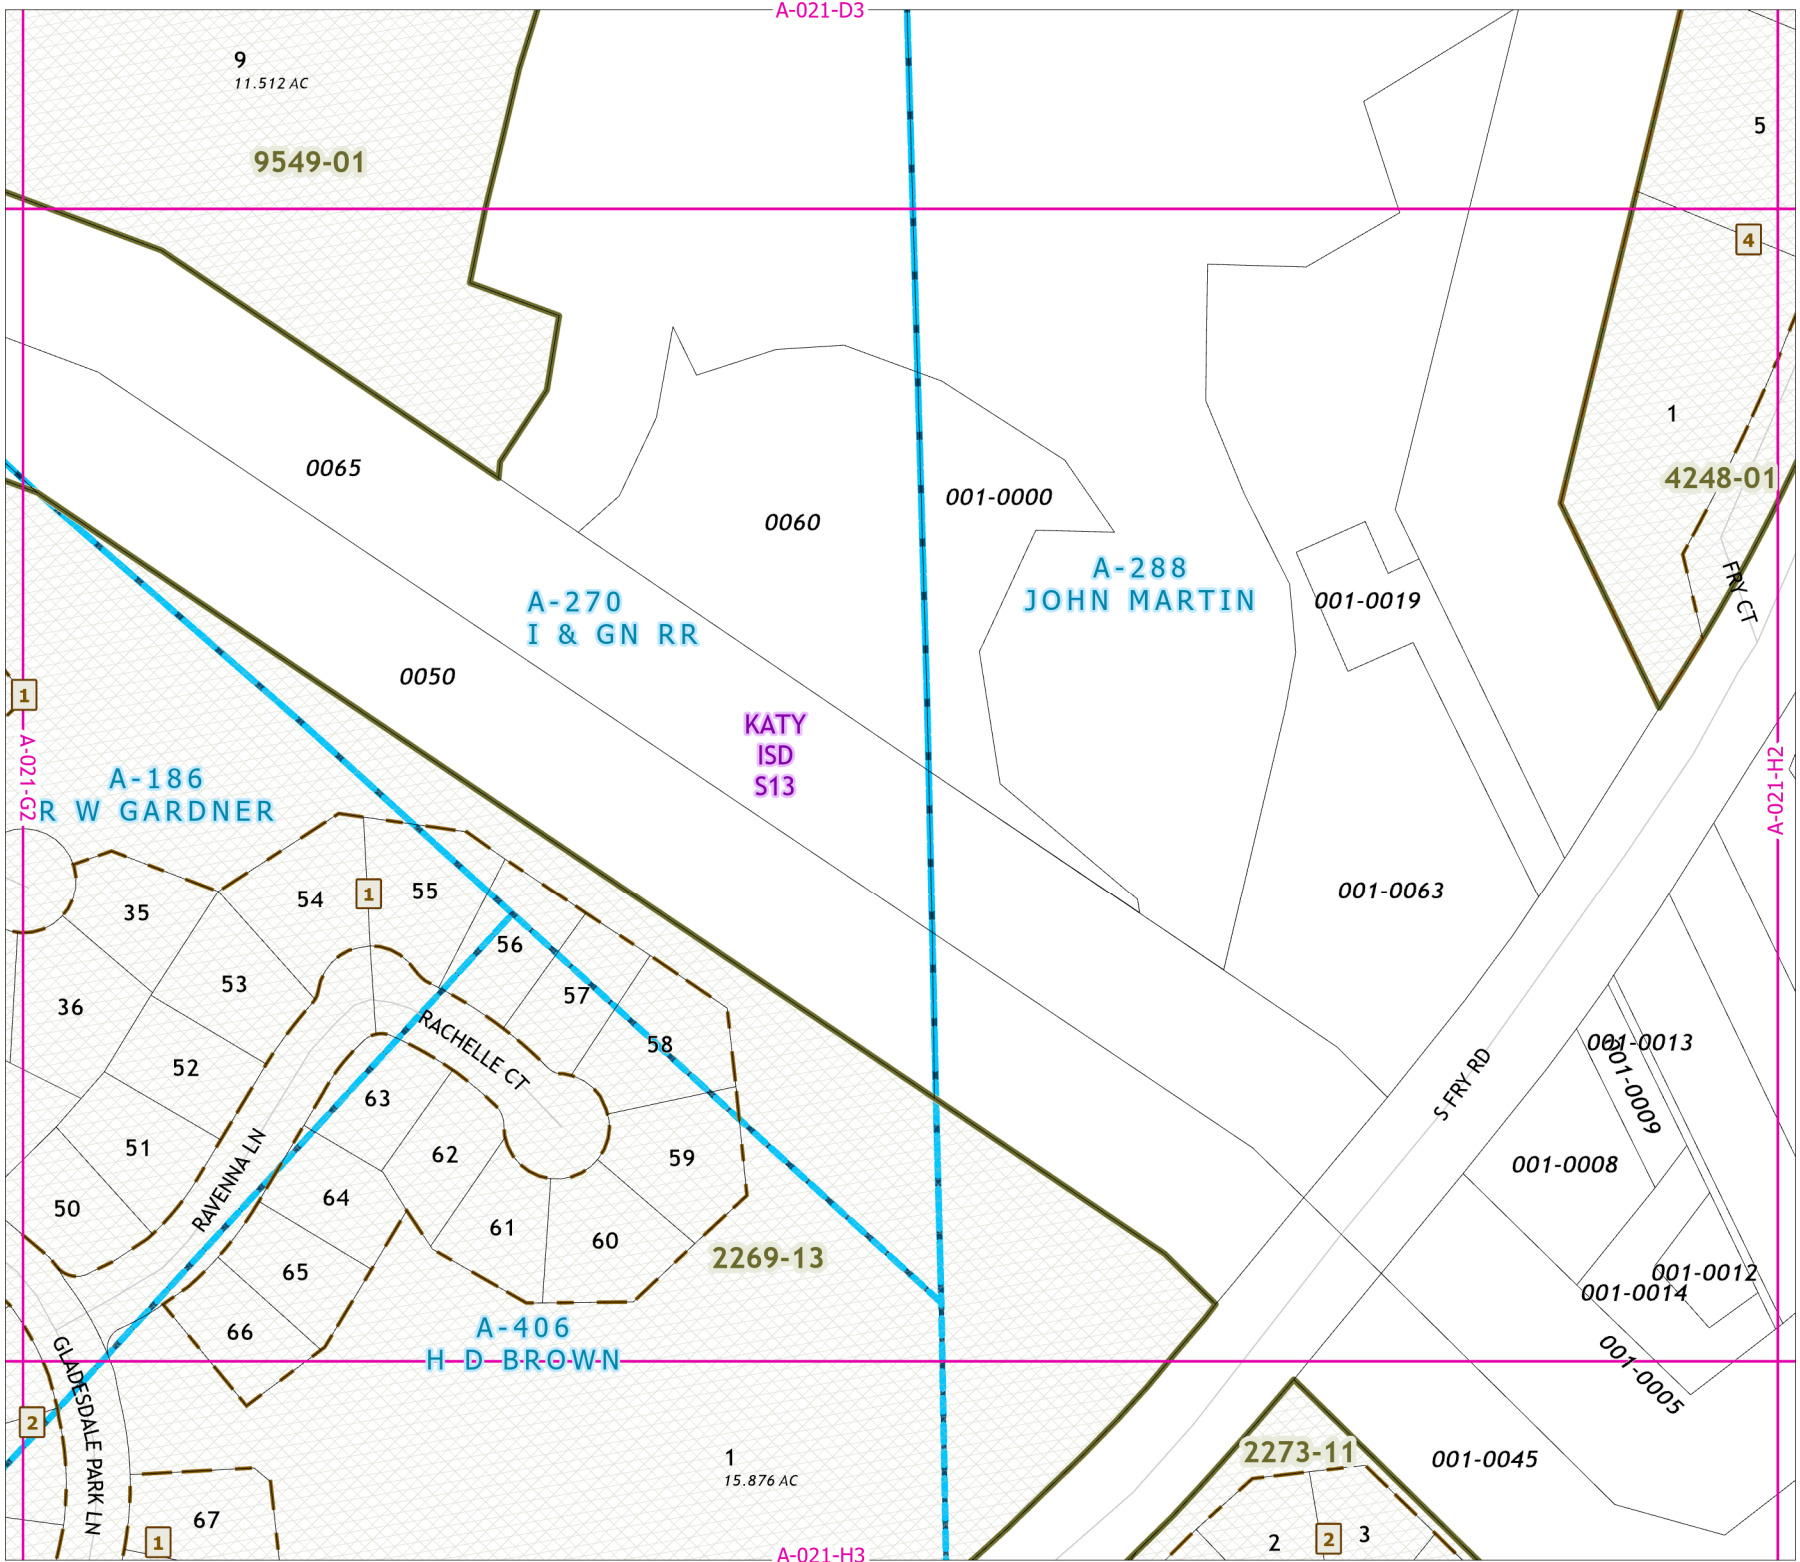 A-021-D3
9
11.512 AC
9549-01
5
4
1
4248-01
FRY CT
0065
0060
001-0000
A-288
JOHN MARTIN
001-0019
A-270
I & GN RR
0050
KATY
ISD
S13
1
A-021-G2
A-186
R W GARDNER
A-021-H2
001-0063
54
1
55
35
56
53
57
36
RACHELLE CT
58
52
63
51
62
59
RAVENNA LN
64
50
61
60
65
2269-13
66
A-406
H D BROWN
S FRY RD
001-0013
001-0009
001-0008
001-0012
001-0014
001-0005
GLADESDALE PARK LN
2
1
15.876 AC
2273-11
001-0045
67
1
2
2
3
A-021-H3